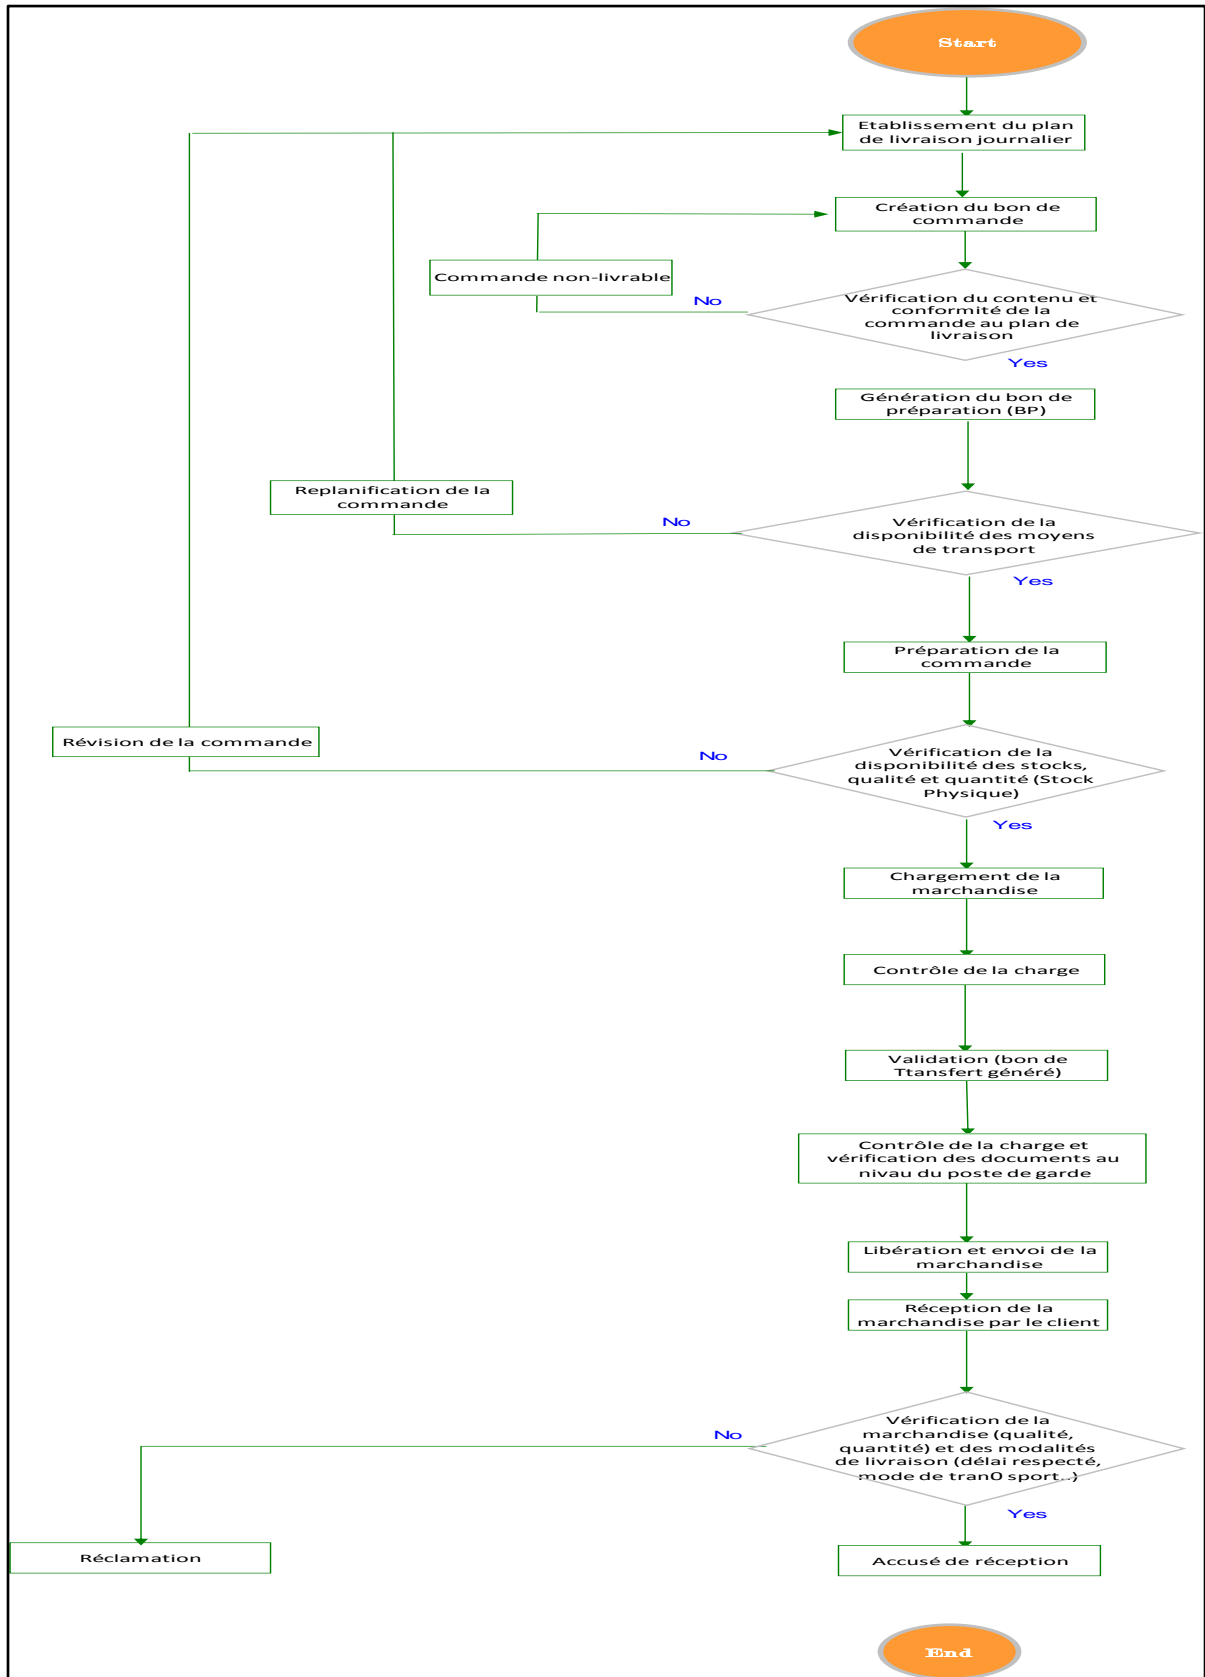 Start
Etablissement du plan
de livraison journalier
Création du bon de
commande
Commande non-livrable
No
Vérification du contenu et
conformité de la
commande au plan de
livraison
Yes
Génération du bon de
préparation (BP)
Replanification de la
commande
No
Vérification de la
disponibilité des moyens
de transport
Yes
Préparation de la
commande
Révision de la commande
No
Vérification de la
disponibilité des stocks,
qualité et quantité (Stock
Physique)
Yes
Chargement de la
marchandise
Contrôle de la charge
Validation (bon de
Ttansfert généré)
Contrôle de la charge et
vérification des documents au
nivau du poste de garde
Libération et envoi de la
marchandise
Réception de la
marchandise par le client
No
Vérification de la
marchandise (qualité,
quantité) et des modalités
de livraison (délai respecté,
mode de tran0 sport..)
Yes
Réclamation
Accusé de réception
End